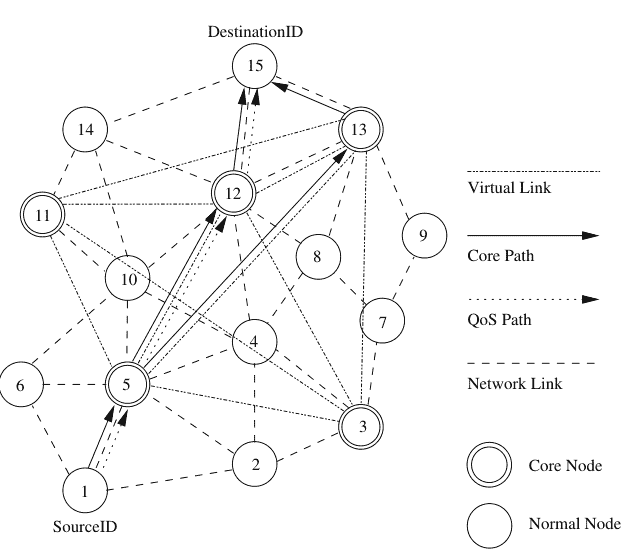 DestinationID
15
14
13
12
11
Virtual Link
9
8
Core Path
10
7
QoS Path
4
6
5
Network Link
3
2
Core Node
1
SourceID
Normal Node